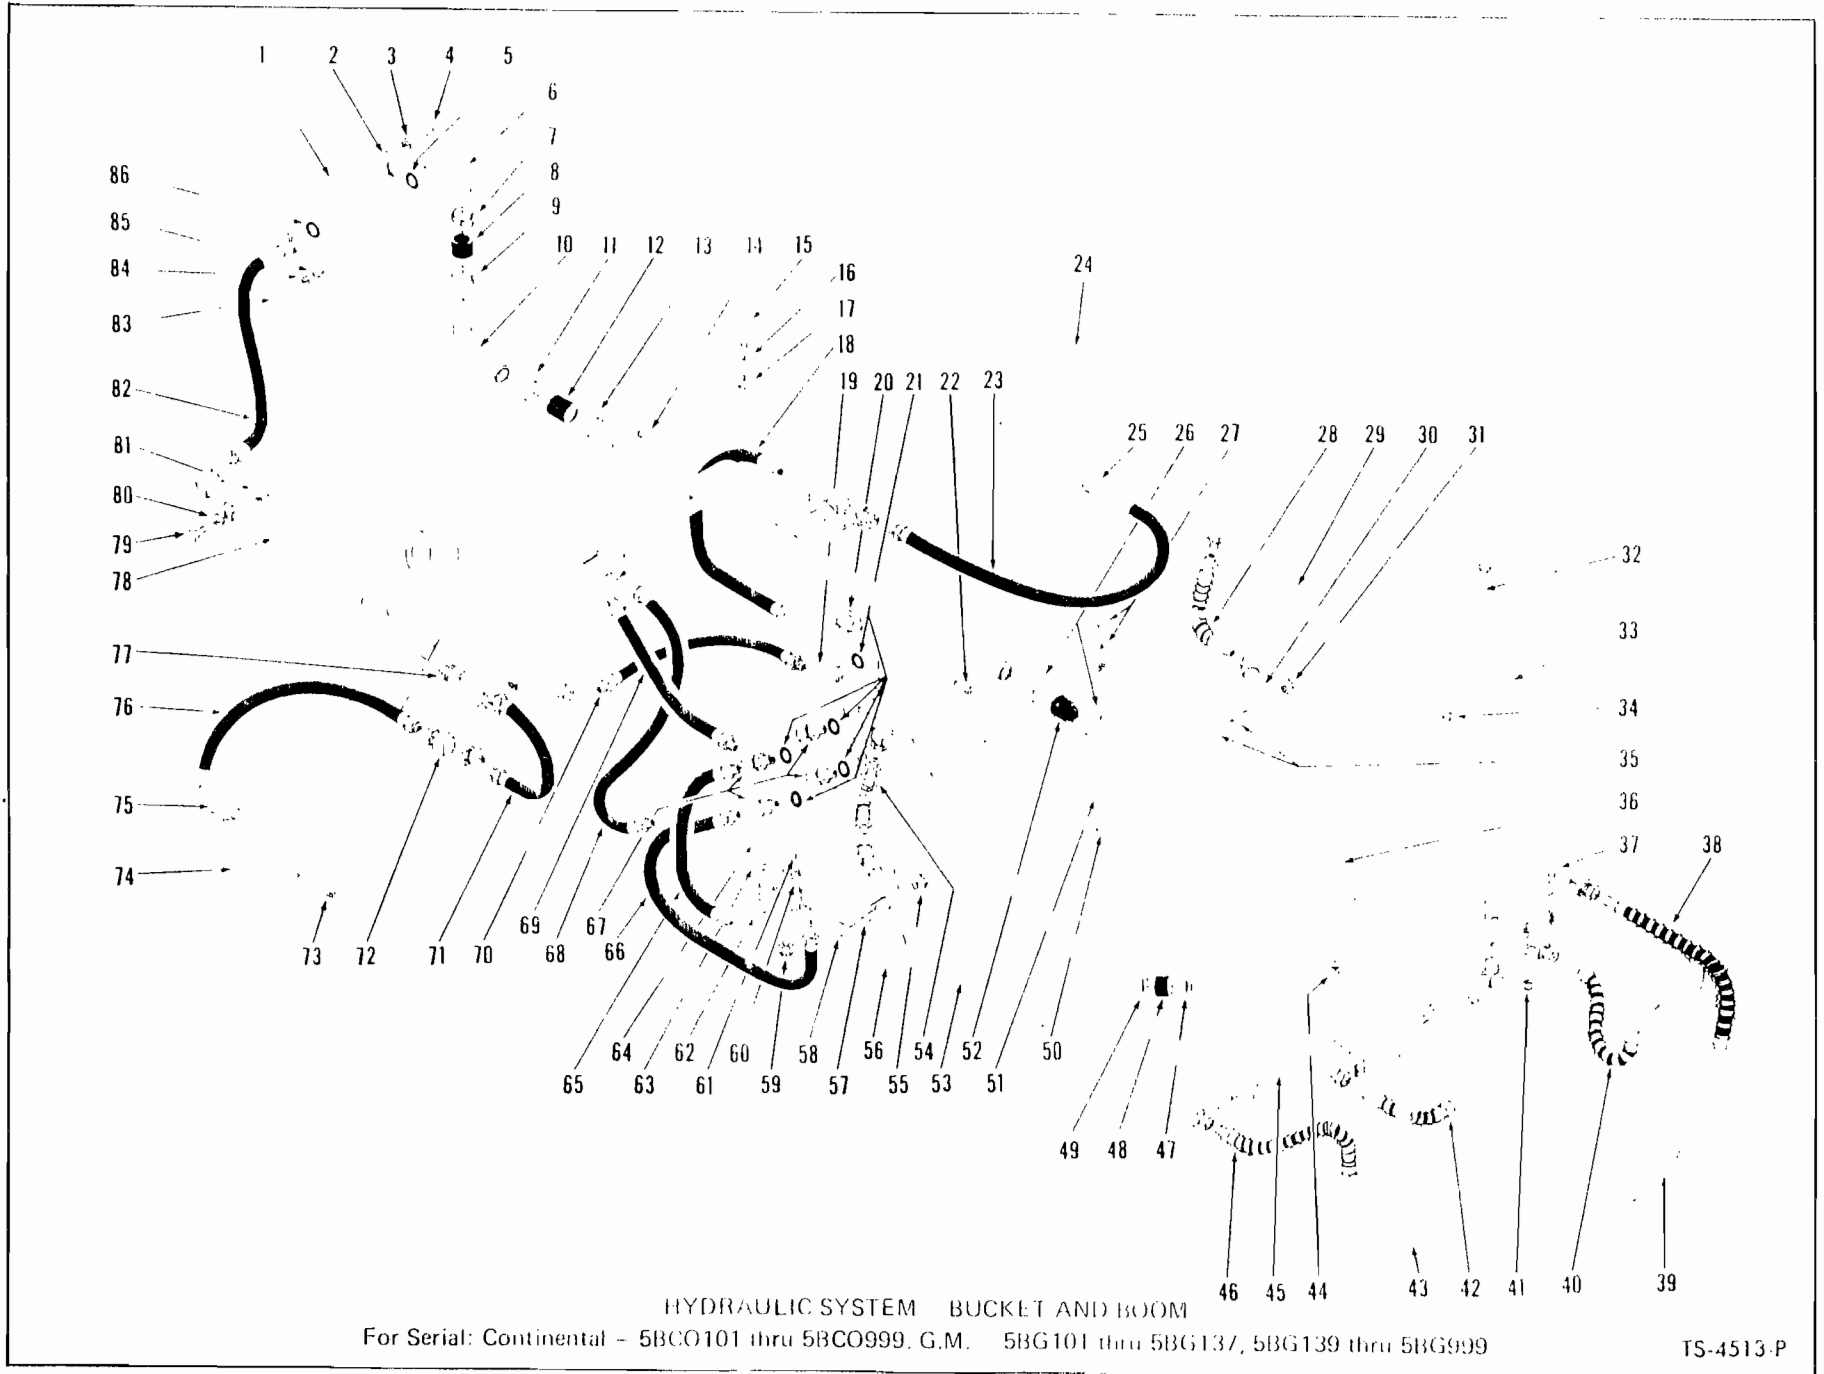 1 2 3 4 5
6
7
86
8
85
9
10 11 12 13 14 15
84
24
16
83
17
18
82
19 20 21 22 23
81
25 26 27 28 29 30 31
80
79
32
78
33
77
76
34
35
75
36
37 38
74
73 72 71 70 69 68 67 66
64 62 60 58 56 54 52 50
65 63 61 59 57 55 53 51
49 48 47
46 45 44 43 42 41 40 39
HYDRAULIC SYSTEM BUCKET AND BOOM
For Serial: Continental – 5BCO101 thru 5BCO999. G.M. 5BG101 thru 5BG137, 5BG139 thru 5BG999
TS-4513-P